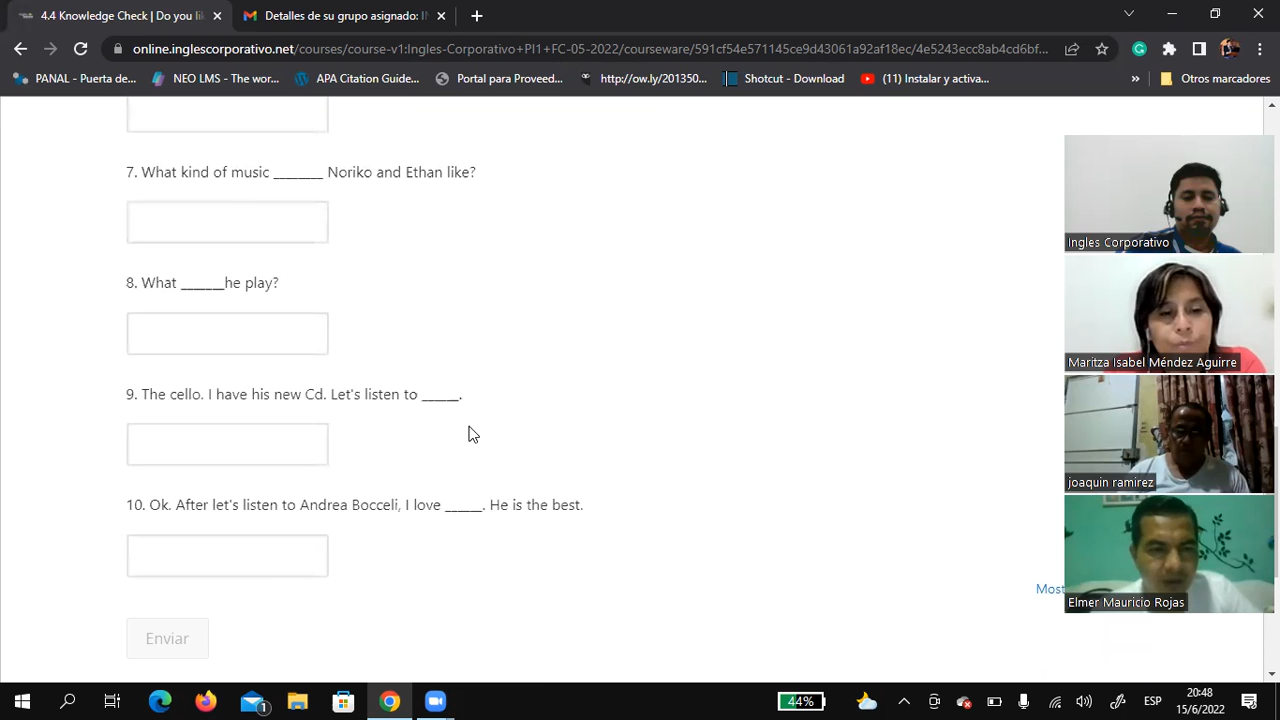 4.4 Knowledge Check | Do you li
Detalles de su grupo asignado: I
online.inglescorporativo.net/courses/course-v1:Ingles-Corporativo+PI1+FC-05-2022/courseware/591cf54e571145ce9d43061a92af18ec/4e5243ecc8ab4cd6bf...
PANAL - Puerta de...
NEO LMS - The wor...
APA Citation Guide...
Portal para Proveed...
http://ow.ly/201350...
Shotcut - Download
(11) Instalar y activa...
»
Otros marcadores
7. What kind of music ________ Noriko and Ethan like?
8. What _______he play?
9. The cello. I have his new Cd. Let's listen to ______.
10. Ok. After let's listen to Andrea Bocceli, I love ______. He is the best.
Most
Enviar
Ingles Corporativo
Maritza Isabel Méndez Aguirre
joaquin ramirez
Elmer Mauricio Rojas
1
44%
ESP
20:48
15/6/2022